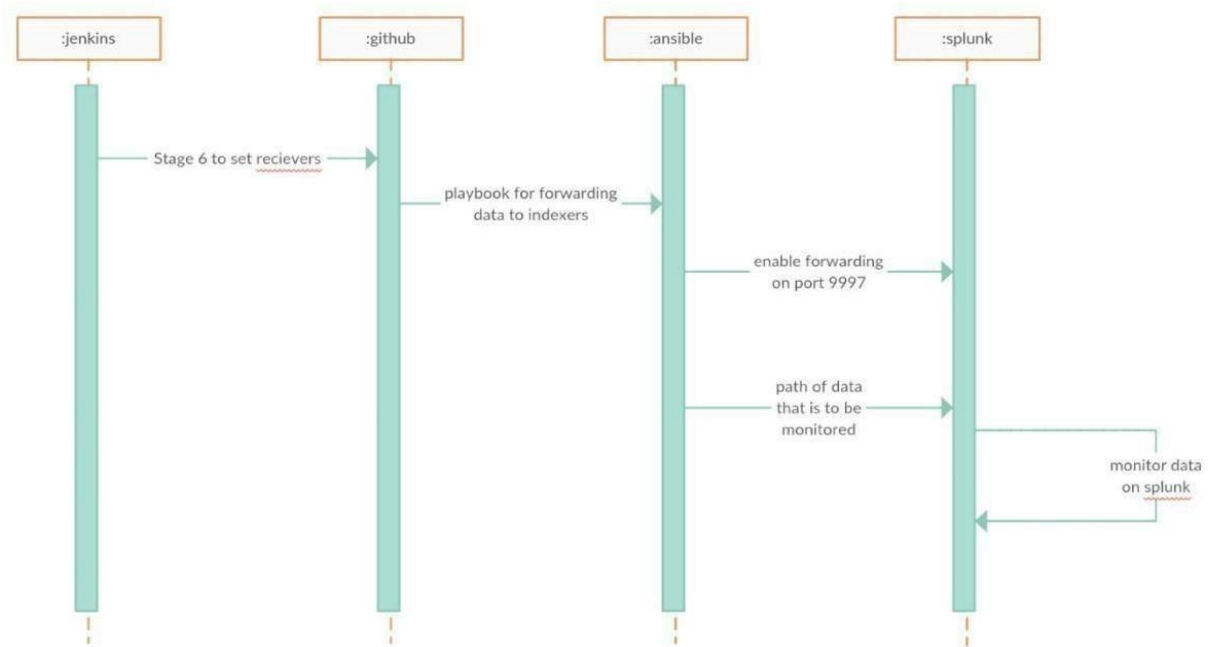 :jenkins
:github
:ansible
:splunk
Stage 6 to set recievers
playbook for forwarding
data to indexers
enable forwarding
on port 9997
path of data
that is to be
monitored
monitor data
on splunk